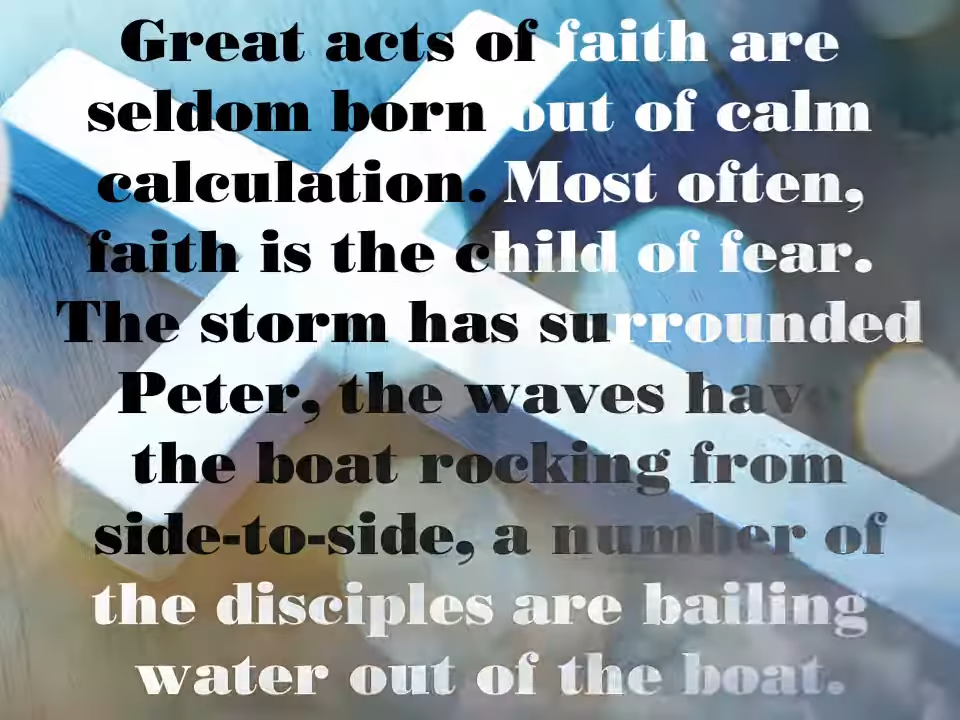 Great acts of faith are
seldom born out of calm
calculation. Most often,
faith is the child of fear.
The storm has surrounded
Peter, the waves have
the boat rocking from
side-to-side, a number of
the disciples are bailing
water out of the boat.